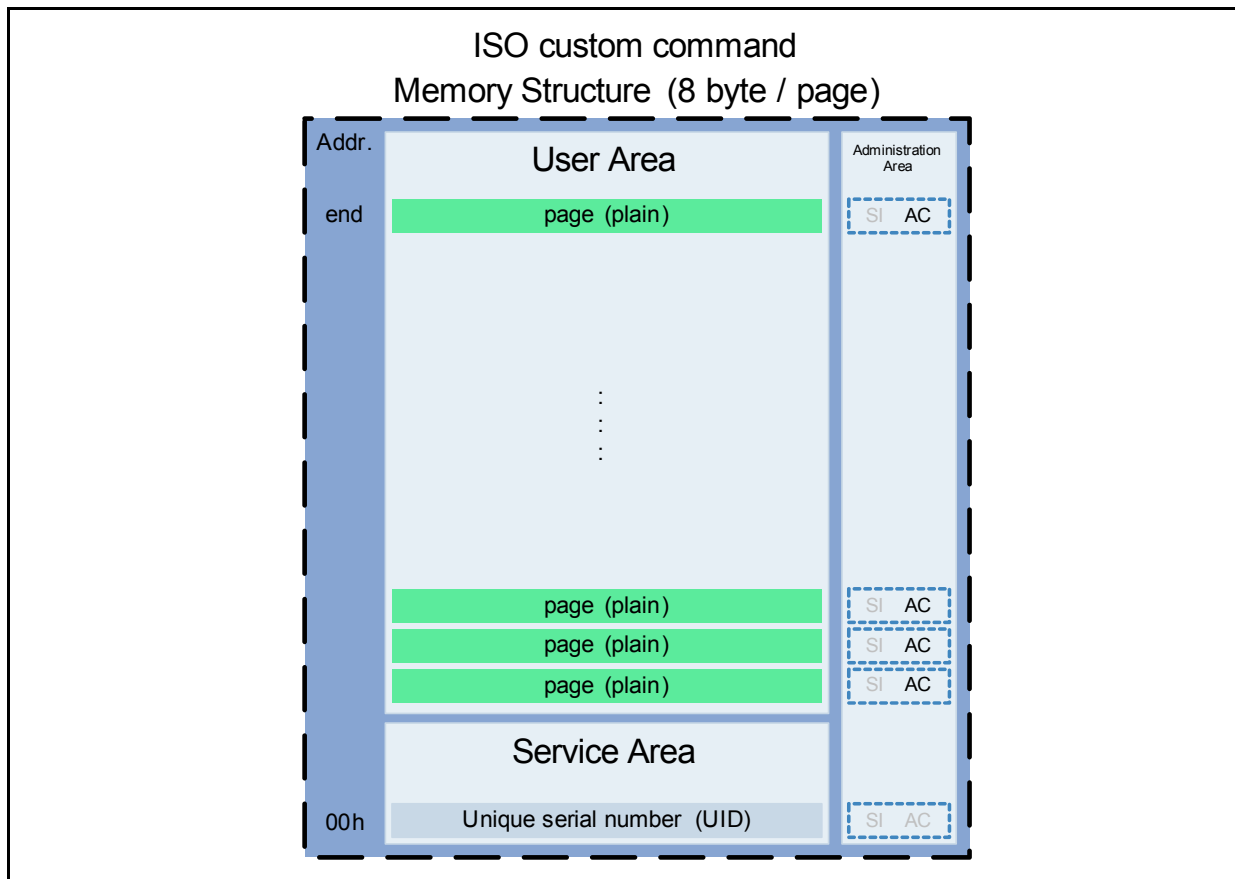 ISO custom command
Memory Structure (8 byte / page)
Addr.
User Area
Administration
Area
end
page (plain)
SI AC
:
:
:
page (plain)
SI AC
page (plain)
SI AC
page (plain)
SI AC
Service Area
00h
Unique serial number (UID)
SI AC